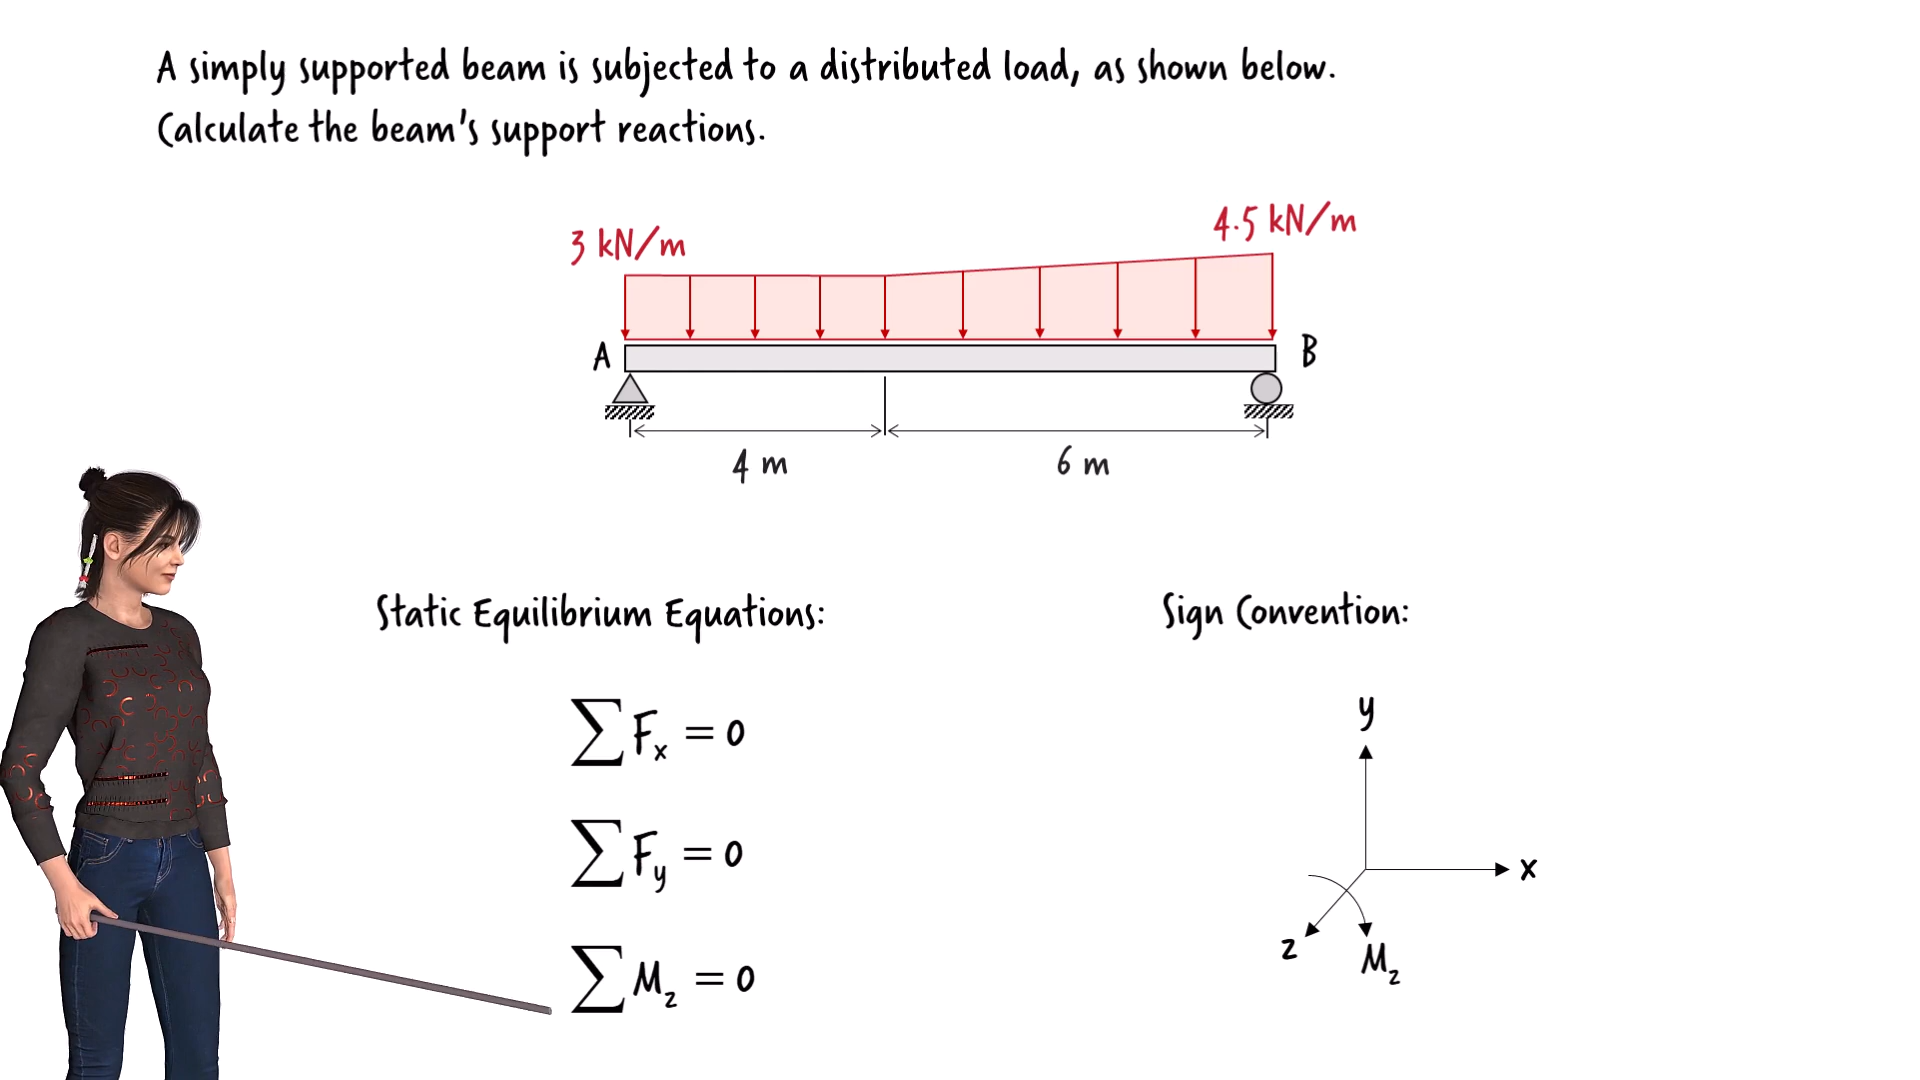 A simply supported beam is subjected to a distributed load, as shown below.
Calculate the beam's support reactions.
4.5 kN/m
3 kN/m
A
B
4 m
6 m
Static Equilibrium Equations:
Sign Convention:
∑Fx = 0
∑Fy = 0
∑Mz = 0
y
x
z
Mz